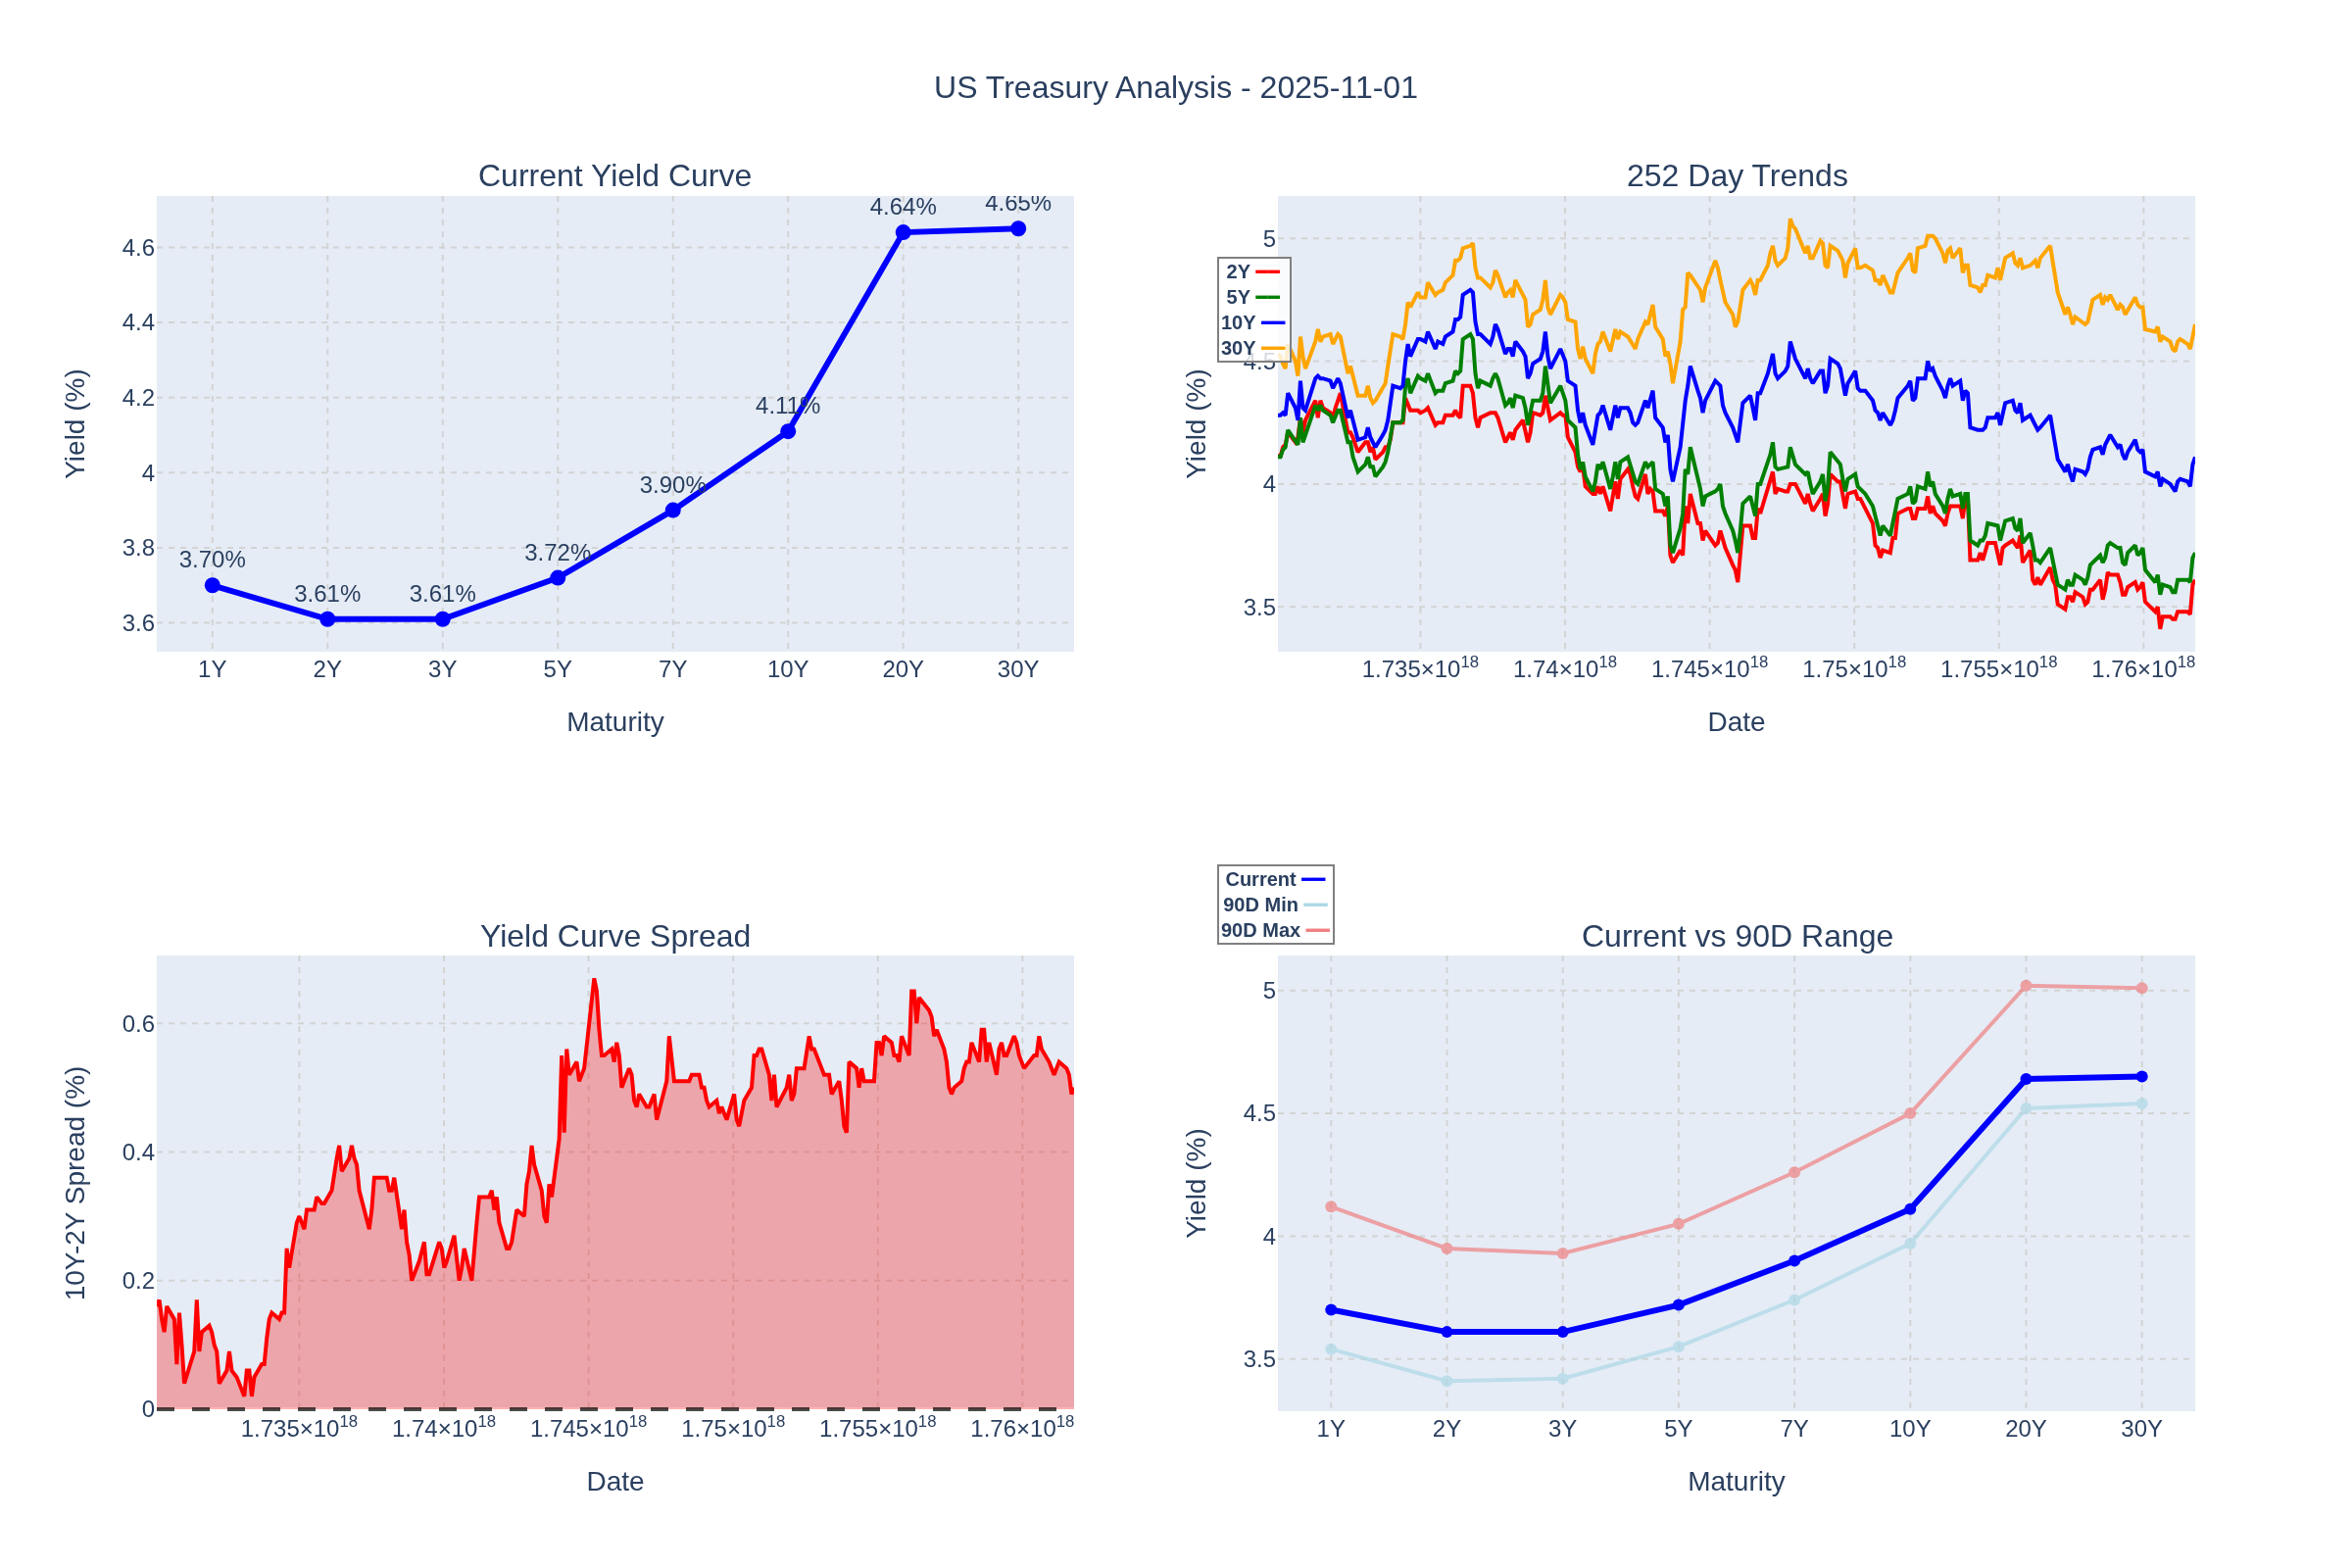 US Treasury Analysis - 2025-11-01
Current Yield Curve
4.6
4.4
4.2
4
3.8
3.6
Yield (%)
3.70%
3.61%
3.61%
3.72%
3.90%
4.11%
4.64%
4.65%
1Y 2Y 3Y 5Y 7Y 10Y 20Y 30Y
Maturity
252 Day Trends
5
4.5
4
3.5
Yield (%)
2Y
5Y
10Y
30Y
1.735×10¹⁸ 1.74×10¹⁸ 1.745×10¹⁸ 1.75×10¹⁸ 1.755×10¹⁸ 1.76×10¹⁸
Date
Yield Curve Spread
0.6
0.4
0.2
0
10Y-2Y Spread (%)
1.735×10¹⁸ 1.74×10¹⁸ 1.745×10¹⁸ 1.75×10¹⁸ 1.755×10¹⁸ 1.76×10¹⁸
Date
Current
90D Min
90D Max
Current vs 90D Range
5
4.5
4
3.5
Yield (%)
1Y 2Y 3Y 5Y 7Y 10Y 20Y 30Y
Maturity